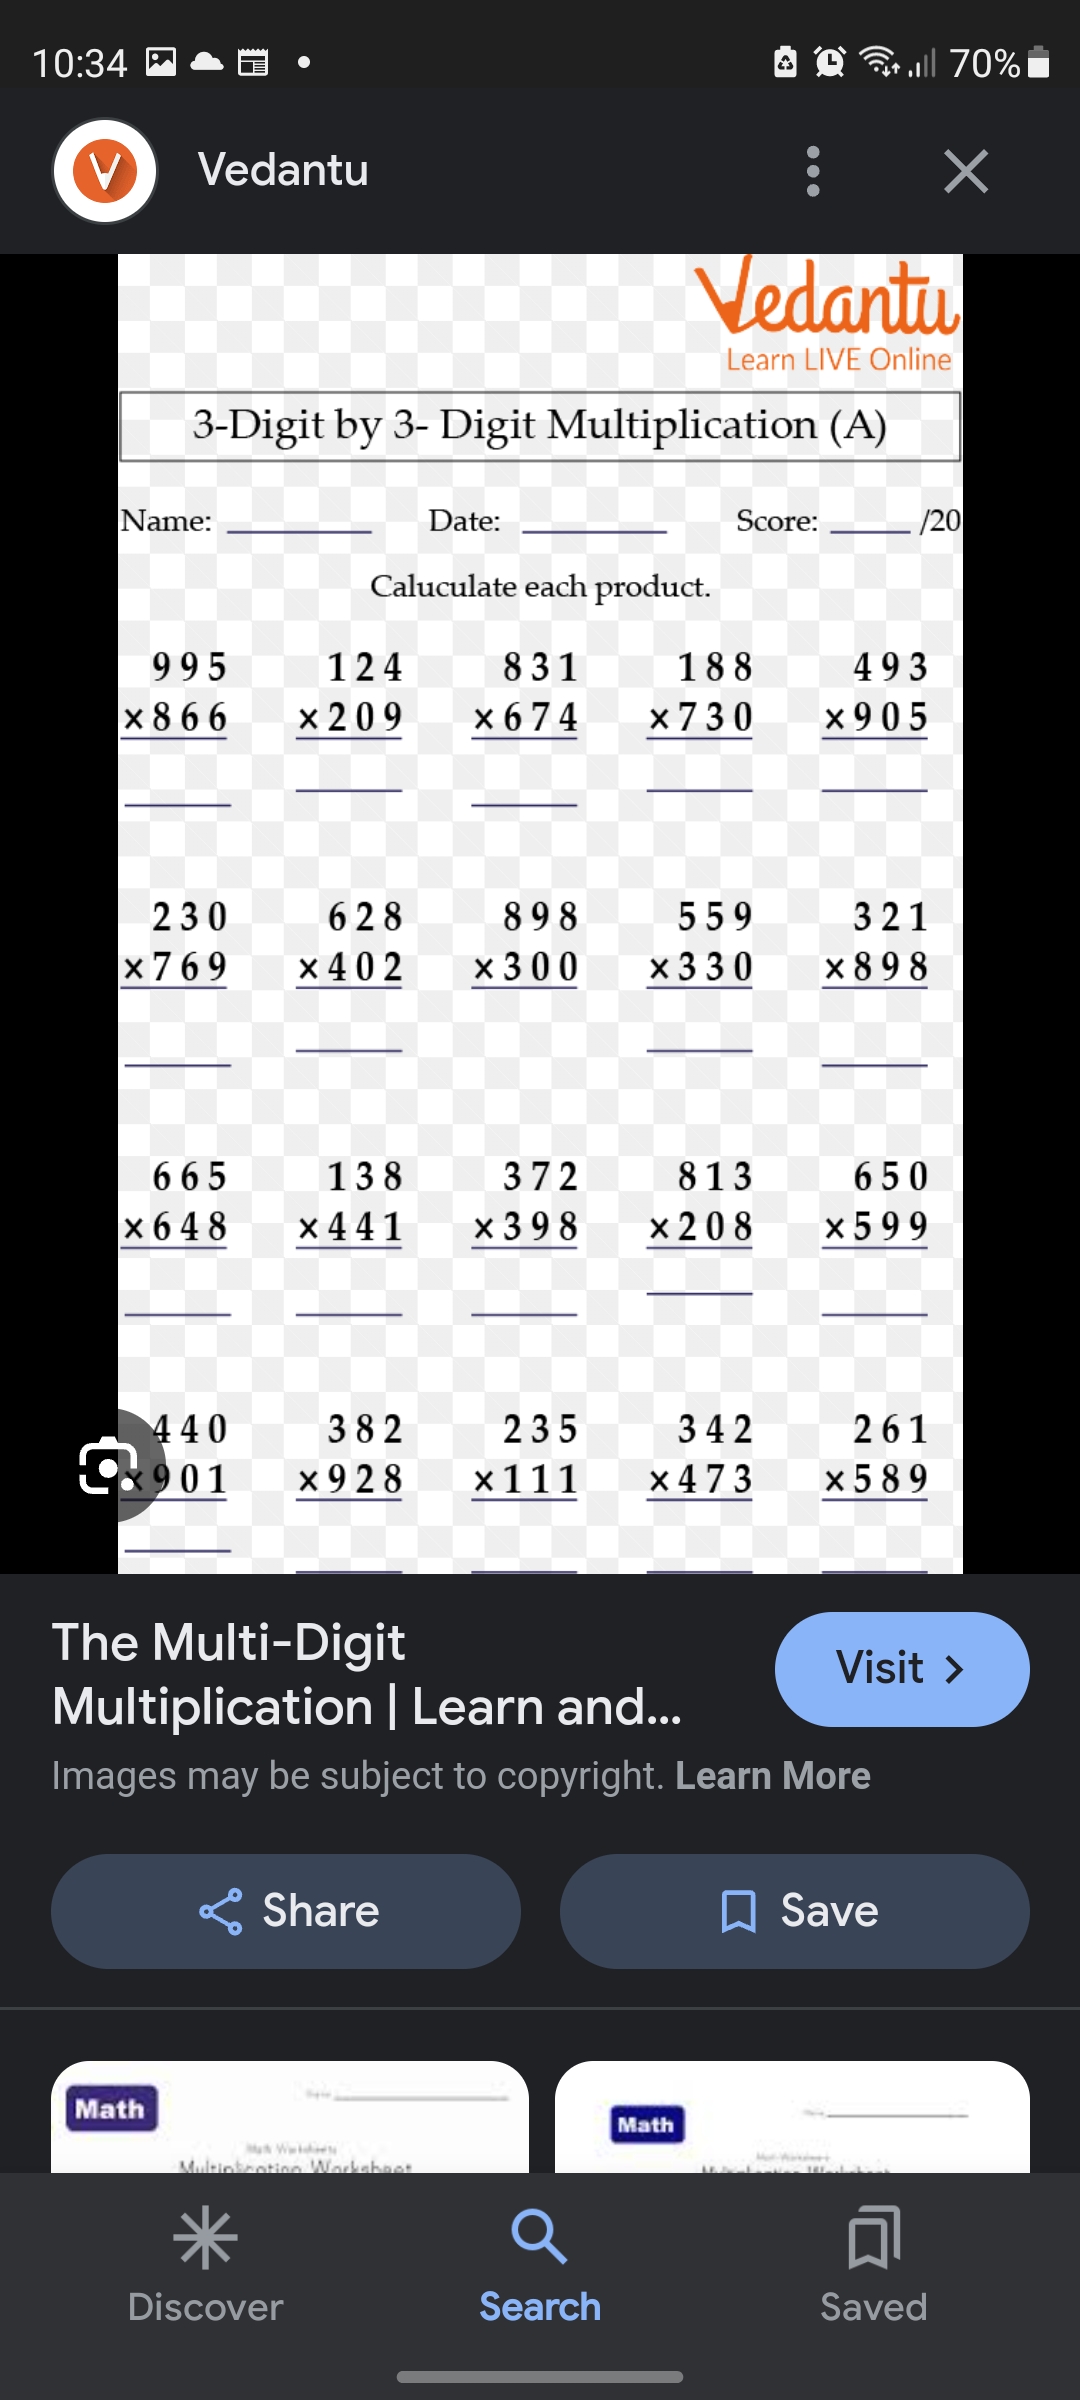 10:34
70%
Vedantu
Vedantu
Learn LIVE Online
3-Digit by 3- Digit Multiplication (A)
Name: ________ Date: ________ Score: _____ /20
Caluculate each product.
995 124 831 188 493
×866 ×209 ×674 ×730 ×905
230 628 898 559 321
×769 ×402 ×300 ×330 ×898
665 138 372 813 650
×648 ×441 ×398 ×208 ×599
440 382 235 342 261
×901 ×928 ×111 ×473 ×589
The Multi-Digit
Multiplication | Learn and...
Visit >
Images may be subject to copyright. Learn More
Share Save
Math Math
Math Worksheets
Multiplication Worksheet
Discover Search Saved